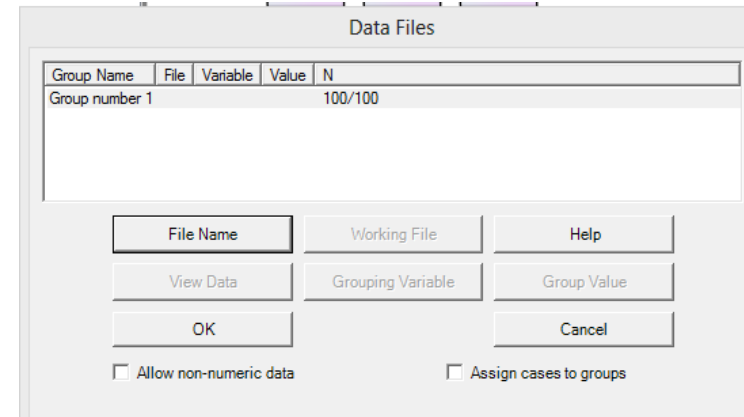 Data Files
Group Name File Variable Value N
Group number 1 100/100
File Name Working File Help
View Data Grouping Variable Group Value
OK Cancel
Allow non-numeric data Assign cases to groups